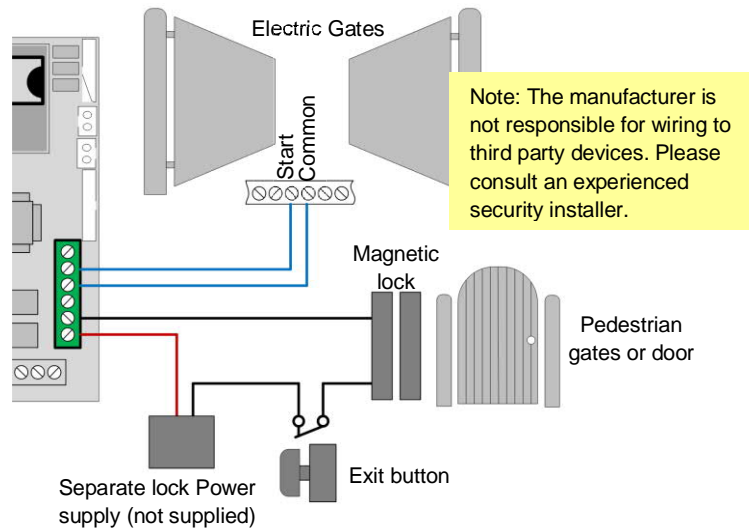 Electric Gates
Note: The manufacturer is
not responsible for wiring to
third party devices. Please
consult an experienced
security installer.
Start
Common
Magnetic
lock
Pedestrian
gates or door
Exit button
Separate lock Power
supply (not supplied)